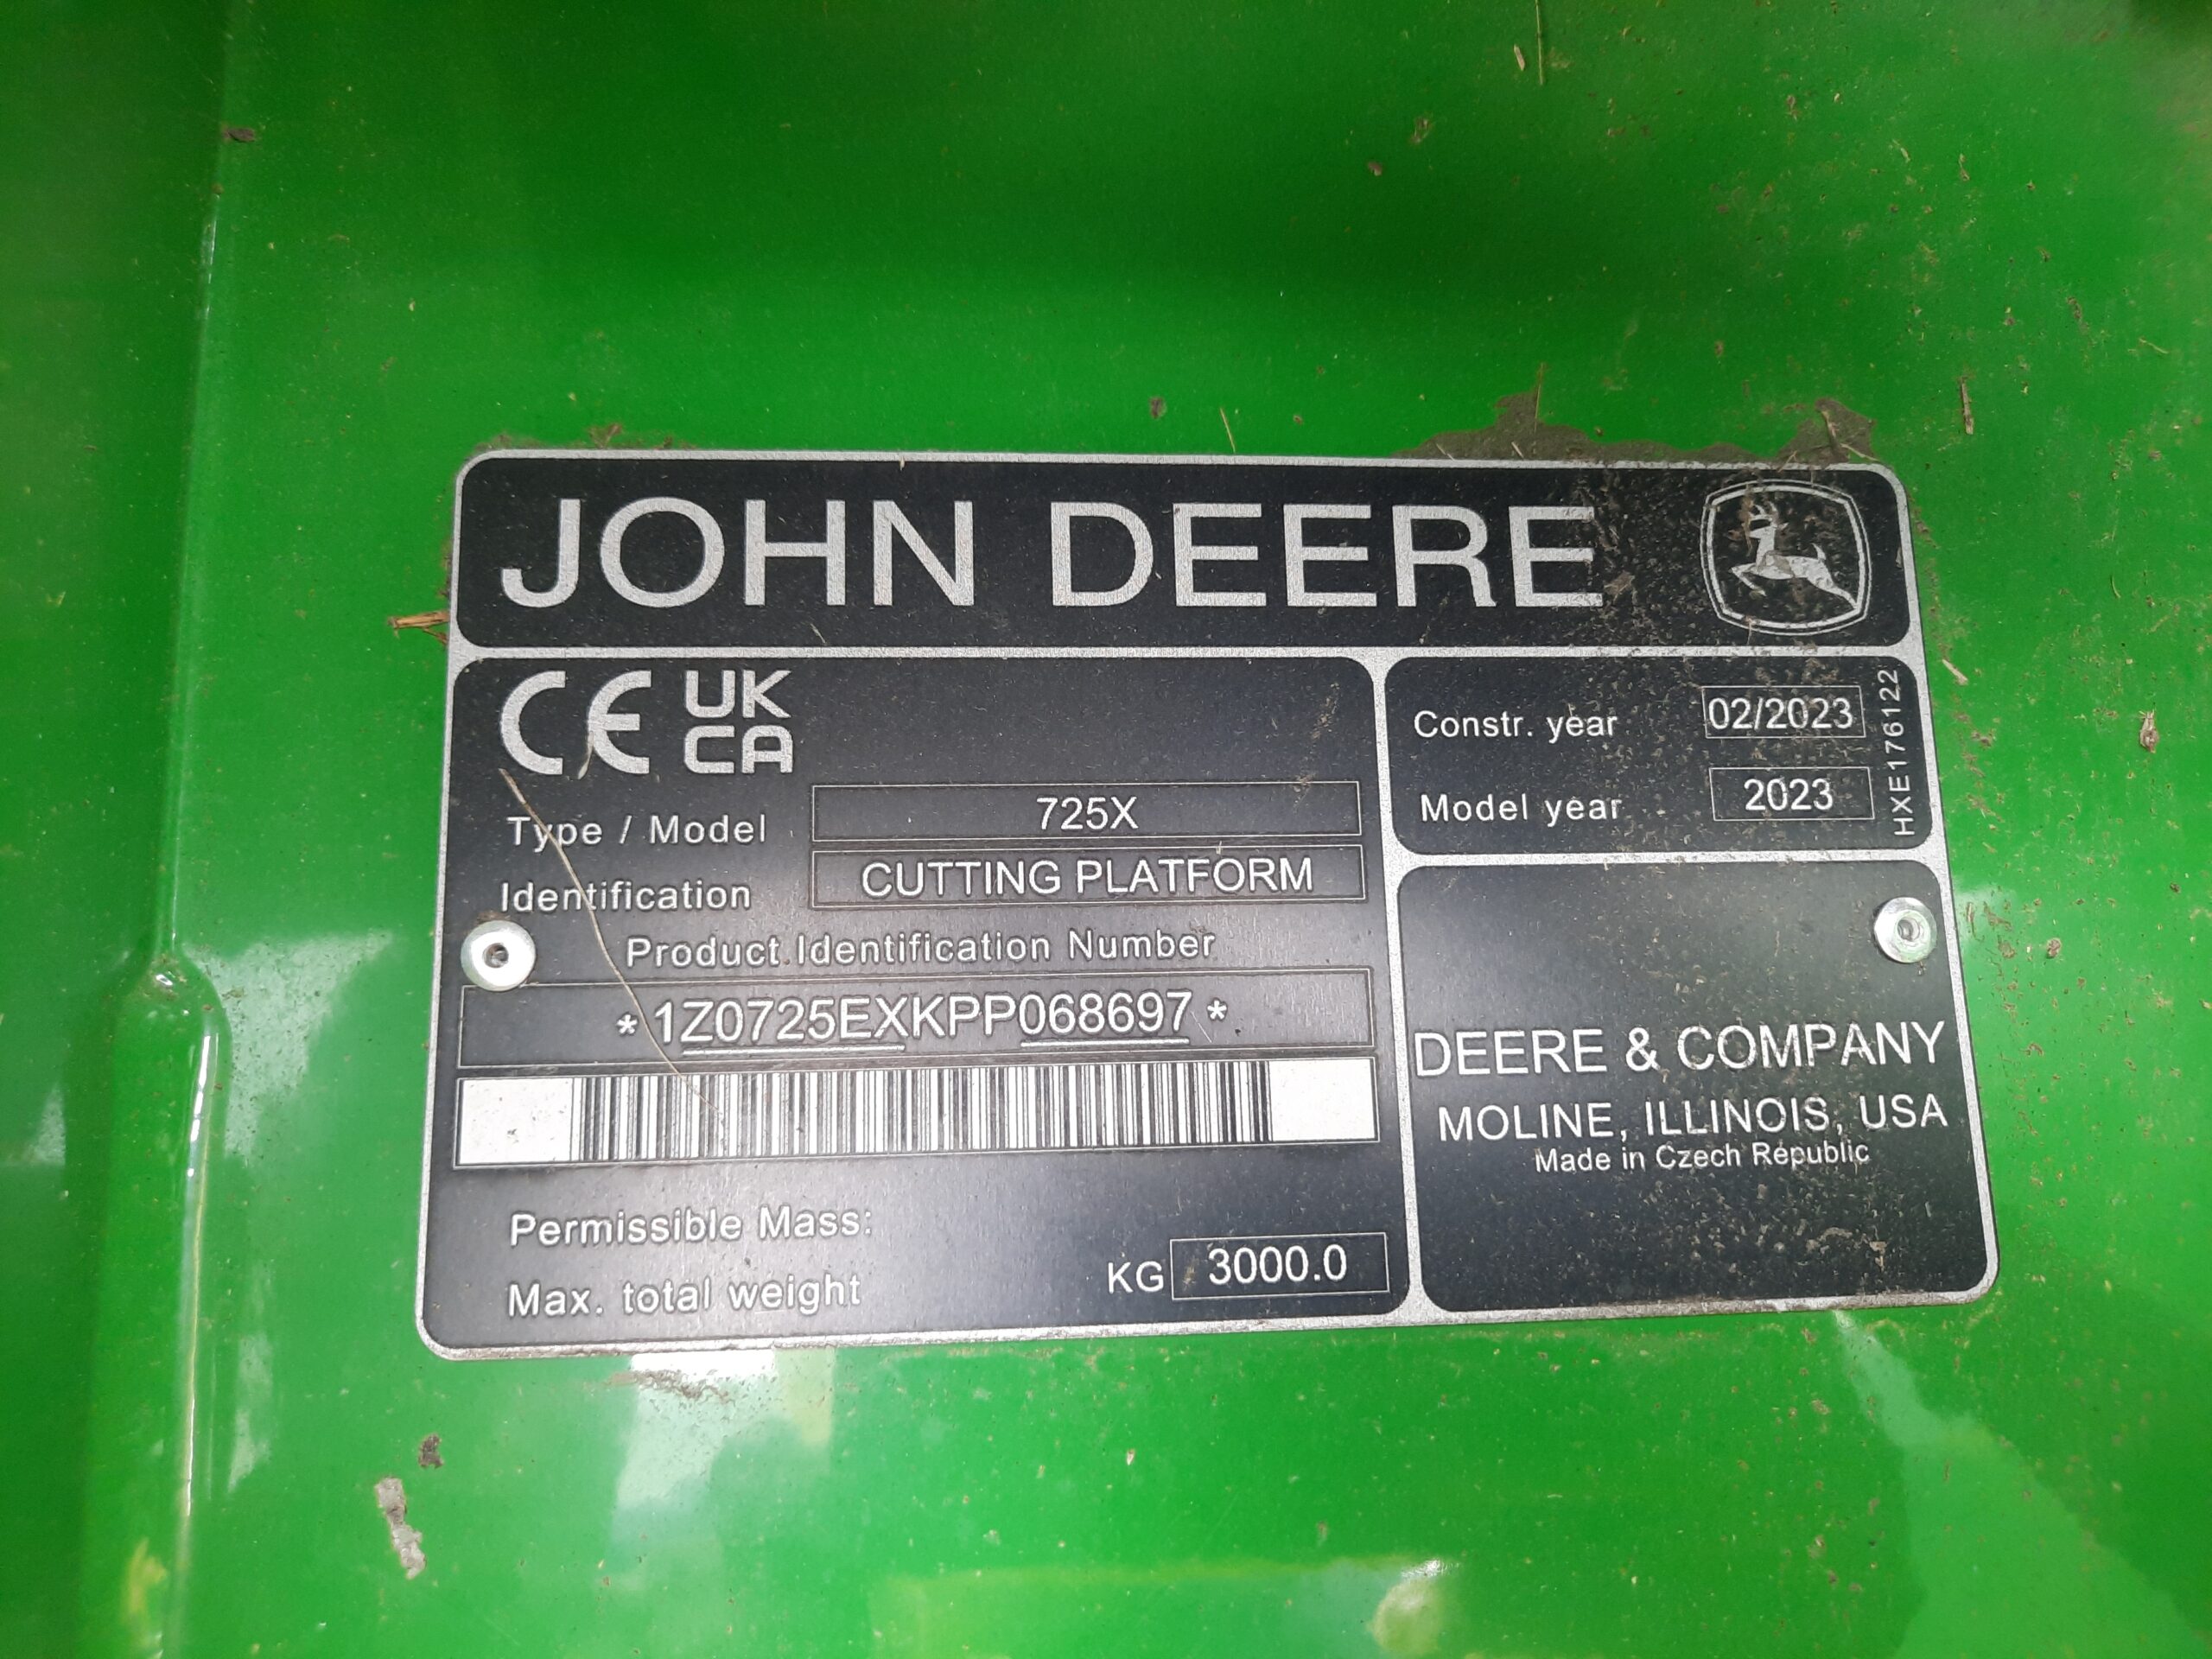 JOHN DEERE
CE UK
CA
Type / Model 725X
Identification CUTTING PLATFORM
Product Identification Number
*1Z0725EXKPP068697*
Permissible Mass:
Max. total weight KG 3000.0
Constr. year 02/2023
Model year 2023
HXE176122
DEERE & COMPANY
MOLINE, ILLINOIS, USA
Made in Czech Republic